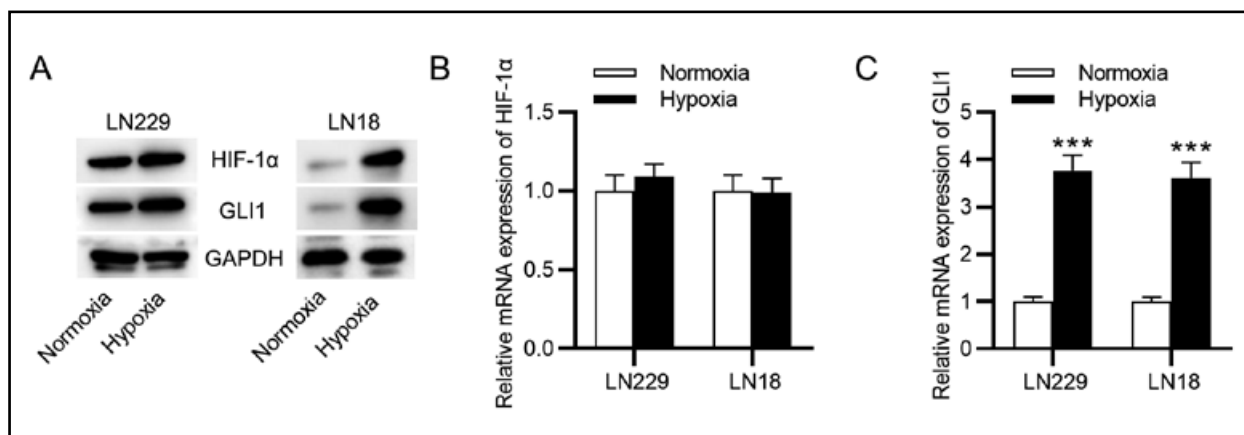 A
LN229
LN18
HIF-1α
GLI1
GAPDH
Normoxia
Hypoxia
Normoxia
Hypoxia
B
Normoxia
Hypoxia
Relative mRNA expression of HIF-1α
1.5
1.0
0.5
0.0
LN229
LN18
C
Normoxia
Hypoxia
Relative mRNA expression of GLI1
5
4
3
2
1
0
***
***
LN229
LN18